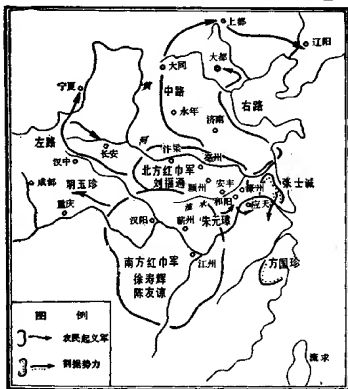 上都
辽阳
大都
大同
宁夏
黄
中路
永年
右路
济南
左路
河
汴梁
长安
亳州
汉中
北方红巾军
张士诚
刘福通
颍州
安丰
濠州
成都
明玉珍
淮水
和阳
应天
重庆
汉阳
蕲州
朱元璋
南方红巾军
江州
徐寿辉
方国珍
陈友谅
图例
农民起义军
割据势力
流求